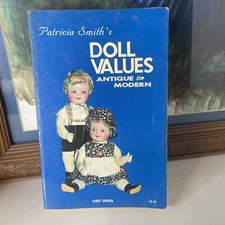 Patricia Smith's
DOLL
VALUES
ANTIQUE to
MODERN
FIRST SERIES